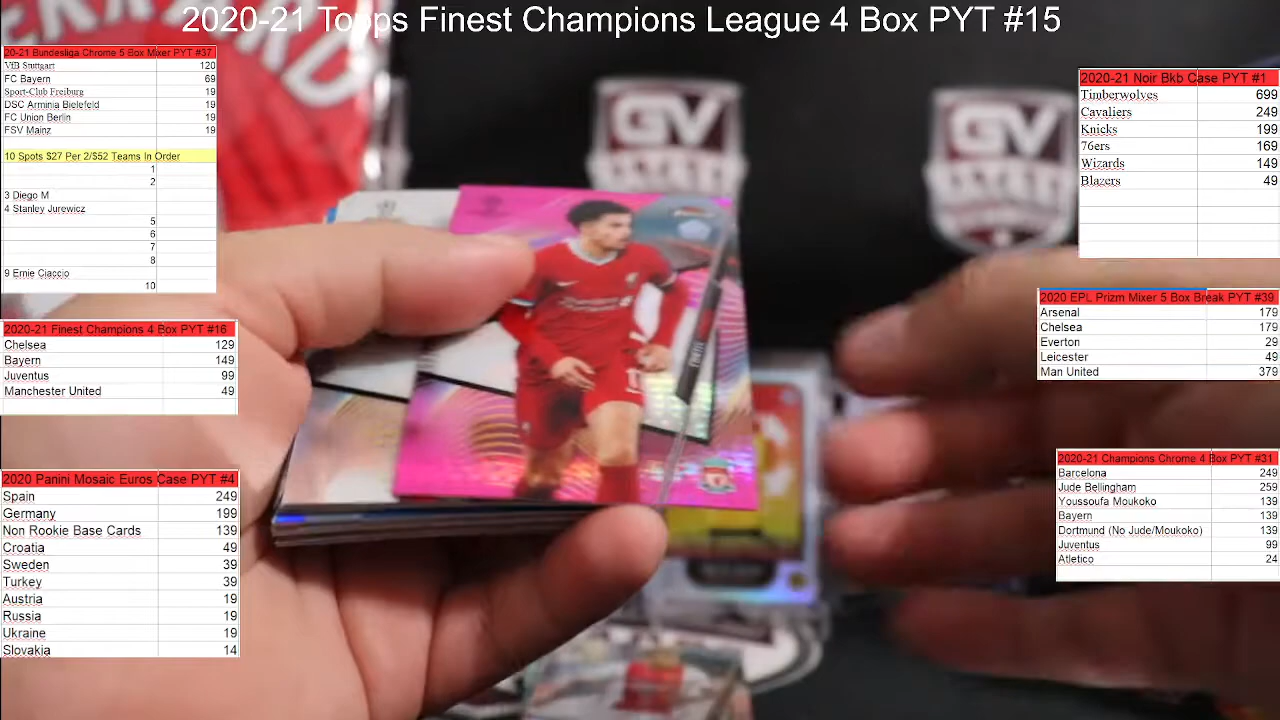 2020-21 Topps Finest Champions League 4 Box PYT #15
20-21 Bundesliga Chrome 5 Box Mixer PYT #37
VfB Stuttgart 120
FC Bayern 69
Sport-Club Freiburg 19
DSC Arminia Bielefeld 19
FC Union Berlin 19
FSV Mainz 19
10 Spots $27 Per 2/$52 Teams In Order
1
2
3 Diego M
4 Stanley Jurewicz
5
6
7
8
9 Ernie Ciaccio
10
2020-21 Finest Champions 4 Box PYT #16
Chelsea 129
Bayern 149
Juventus 99
Manchester United 49
2020 Panini Mosaic Euros Case PYT #4
Spain 249
Germany 199
Non Rookie Base Cards 139
Croatia 49
Sweden 39
Turkey 39
Austria 19
Russia 19
Ukraine 19
Slovakia 14
GV
GV
2020-21 Noir Bkb Case PYT #1
Timberwolves 699
Cavaliers 249
Knicks 199
76ers 169
Wizards 149
Blazers 49
2020 EPL Prizm Mixer 5 Box Break PYT #39
Arsenal 179
Chelsea 179
Everton 29
Leicester 49
Man United 379
2020-21 Champions Chrome 4 Box PYT #31
Barcelona 249
Jude Bellingham 259
Youssoufa Moukoko 139
Bayern 139
Dortmund (No Jude/Moukoko) 139
Juventus 99
Atletico 24